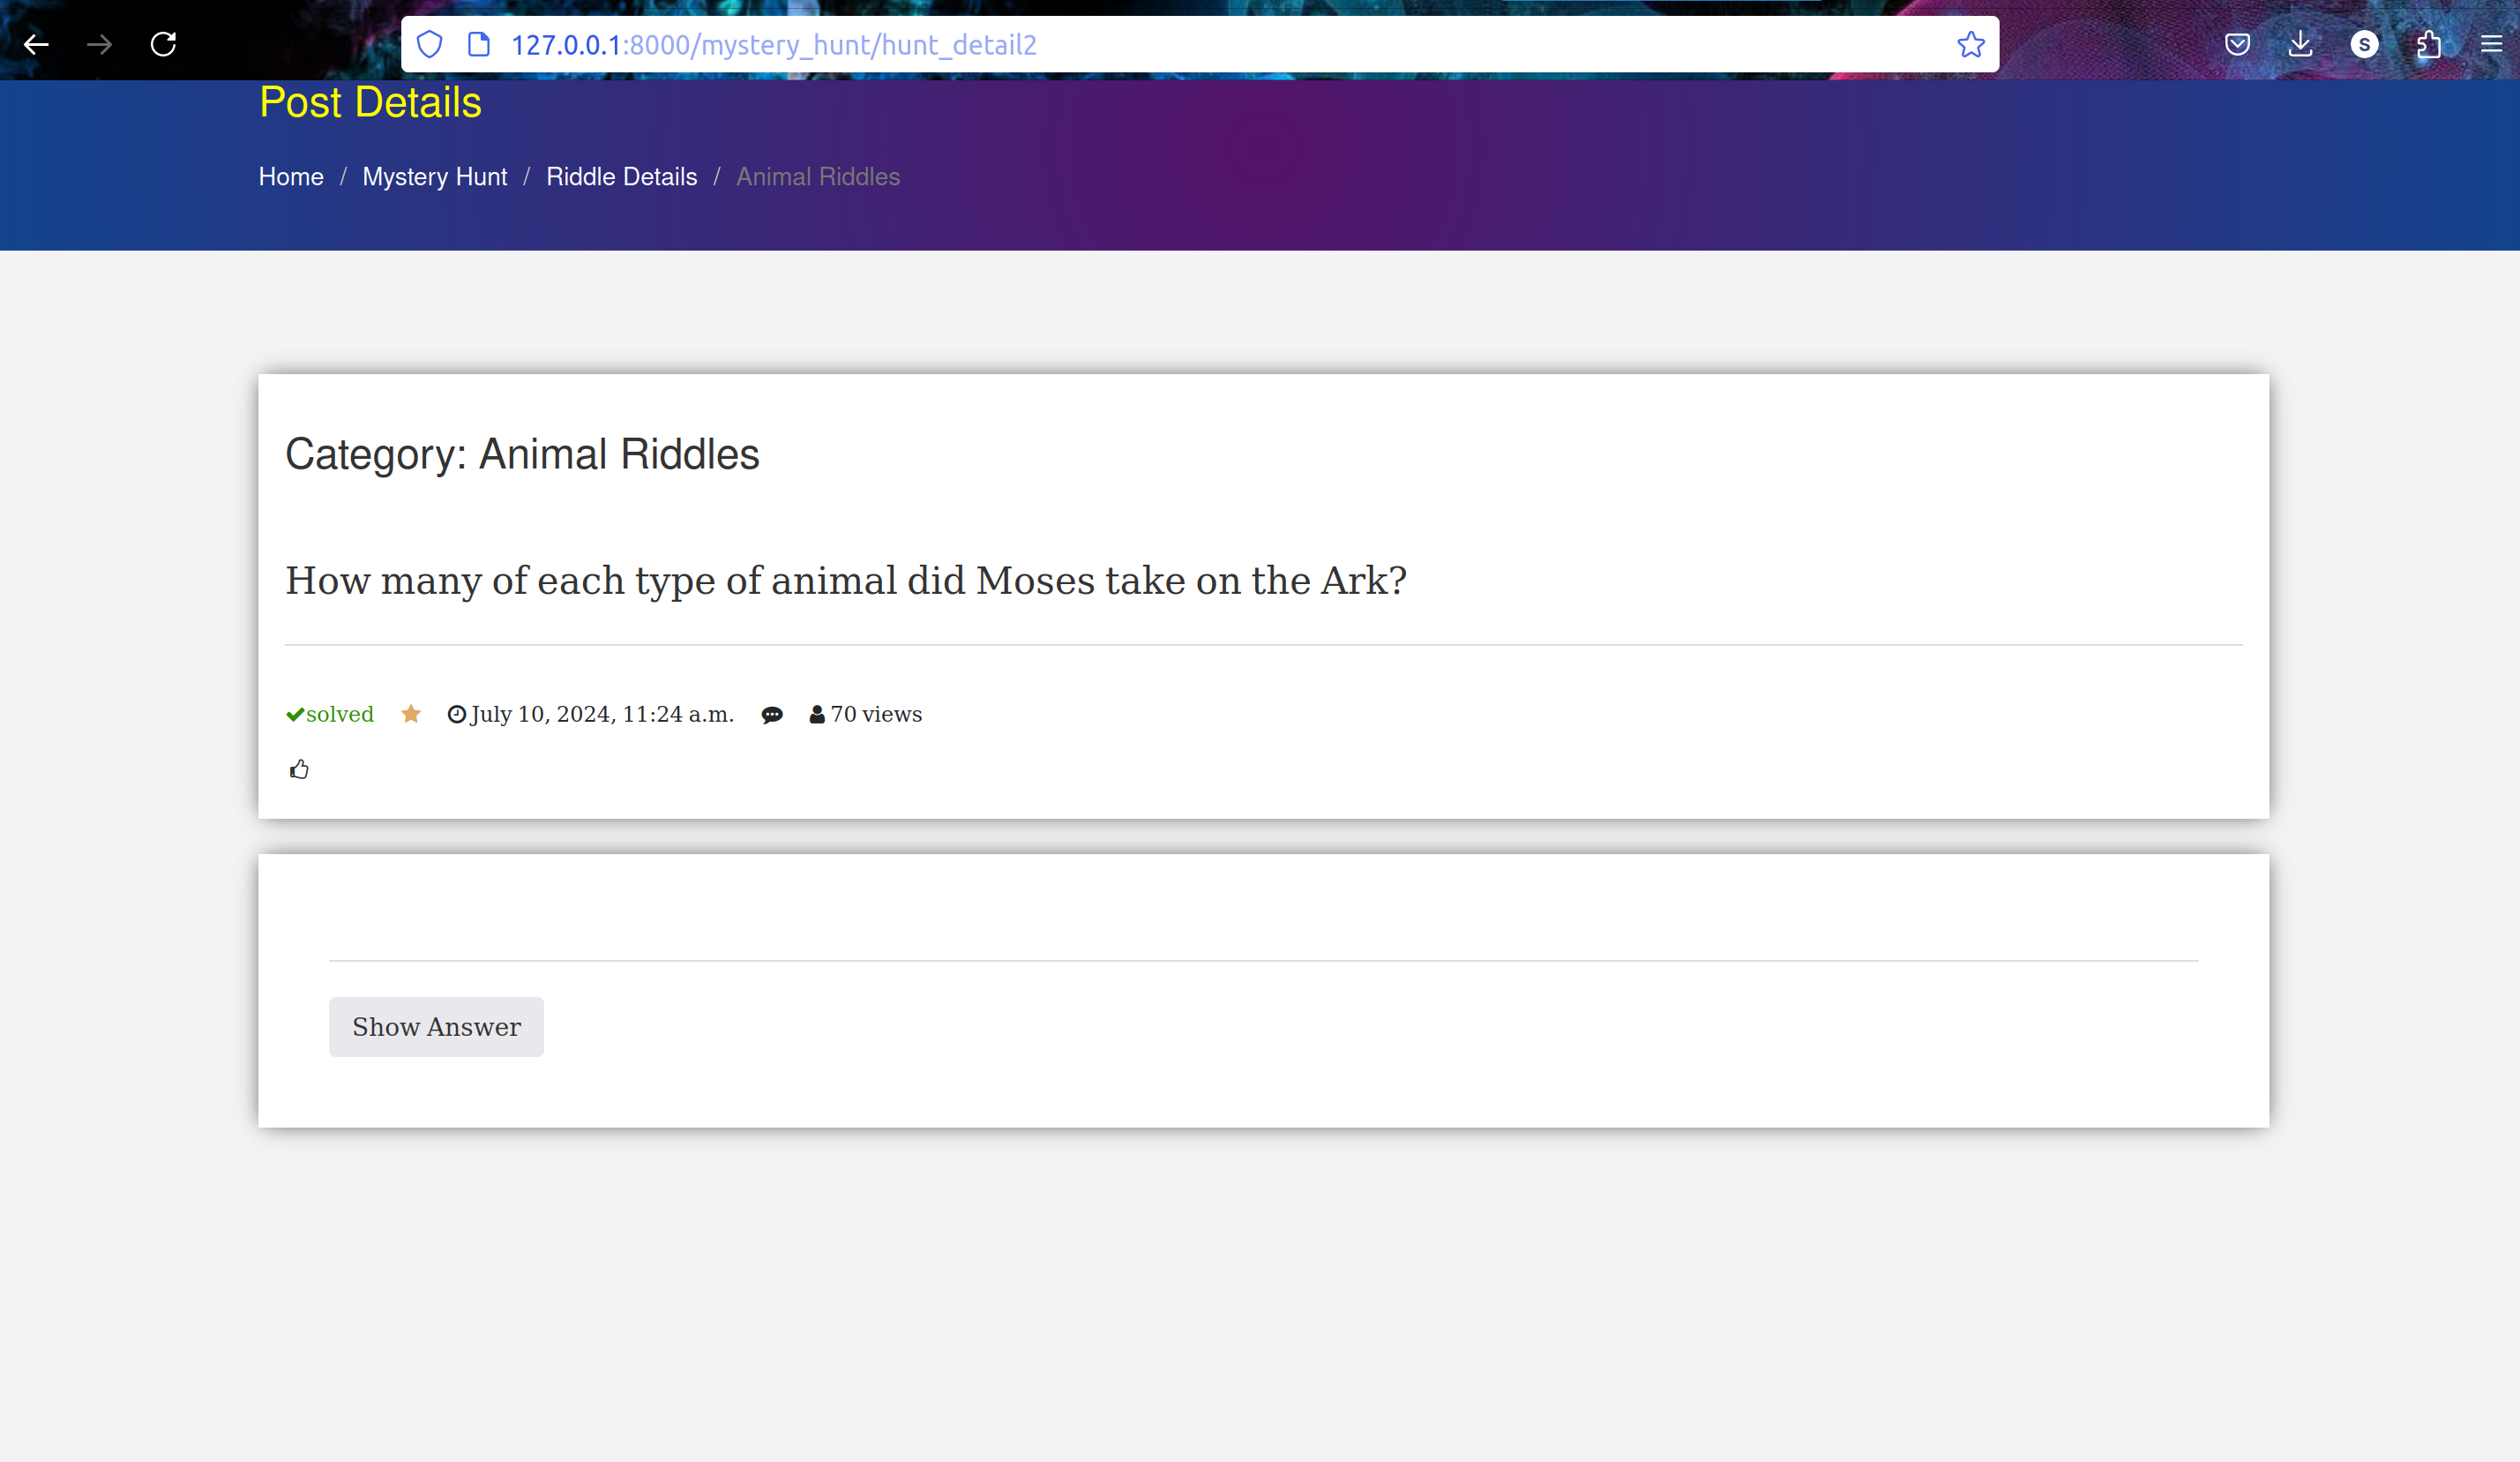 127.0.0.1:8000/mystery_hunt/hunt_detail2
S
Post Details
Home / Mystery Hunt / Riddle Details / Animal Riddles
Category: Animal Riddles
How many of each type of animal did Moses take on the Ark?
solved July 10, 2024, 11:24 a.m. 70 views
Show Answer